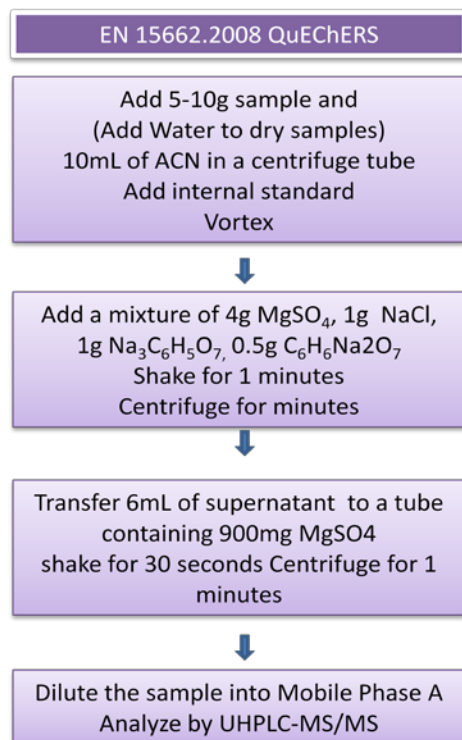 EN 15662.2008 QuEChERS
Add 5-10g sample and
(Add Water to dry samples)
10mL of ACN in a centrifuge tube
Add internal standard
Vortex
Add a mixture of 4g MgSO₄, 1g NaCl,
1g Na₃C₆H₅O₇, 0.5g C₆H₆Na2O₇
Shake for 1 minutes
Centrifuge for minutes
Transfer 6mL of supernatant to a tube
containing 900mg MgSO4
shake for 30 seconds Centrifuge for 1
minutes
Dilute the sample into Mobile Phase A
Analyze by UHPLC-MS/MS